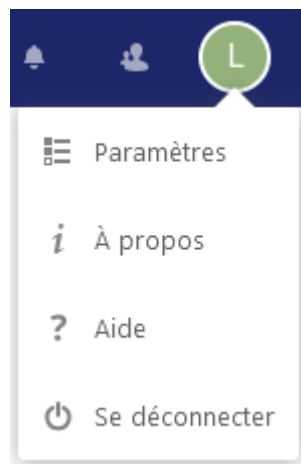 L
Paramètres
À propos
Aide
Se déconnecter